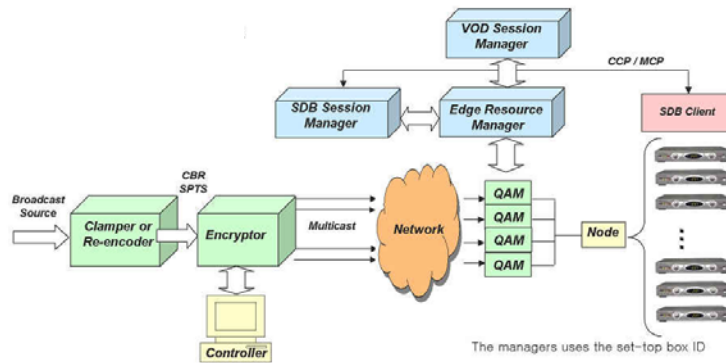 VOD Session
Manager
CCP / MCP
SDB Session
Manager
Edge Resource
Manager
SDB Client
CBR
SPTS
Broadcast
Source
Clamper or
Re-encoder
Encryptor
Multicast
Network
QAM
QAM
QAM
QAM
Node
Controller
The managers uses the set-top box ID